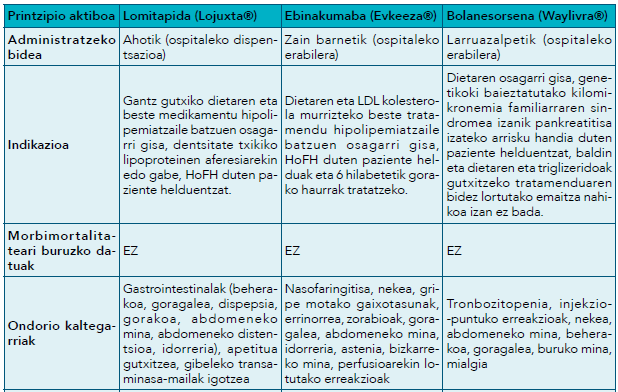 Printzipio aktiboa Lomitapida (Lojuxta®) Ebinakumaba (Evkeeza®) Bolanesorsena (Waylivra®)
Administratzeko
bidea
Ahotik (ospitaleko dispen-
tsazioa)
Zain barnetik (ospitaleko
erabilera)
Larruazalpetik (ospitaleko
erabilera)
Indikazioa
Gantz gutxiko dietaren eta
beste medikamentu hipoli-
pemiatzaile batzuen osa-
garri gisa, dentsitate txikiko
lipoproteinen aferesiarekin
edo gabe, HoFH duten pa-
ziente helduentzat.
Dietaren eta LDL kolestero-
la murrizteko beste trata-
mendu hipolipemiatzaile
batzuen osagarri gisa,
HoFH duten paziente hel-
duak eta 6 hilabetetik gora-
ko haurrak tratatzeko.
Dietaren osagarri gisa, gene-
tikoki baieztatutako kilomi-
kronemia familiarraren sin-
dromea izanik pankreatitisa
izateko arrisku handia duten
paziente helduentzat, baldin
eta dietaren eta triglizeridoak
gutxitzeko tratamenduaren
bidez lortutako emaitza nahi-
koa izan ez bada.
Morbimortalita-
teari buruzko da-
tuak
EZ
EZ
EZ
Ondorio kaltega-
rriak
Gastrointestinalak (behera-
koa, goragalea, dispepsia,
gorakoa, abdomeneko
mina, abdomeneko disten-
tsioa, idorreria), apetitua
gutxitzea, gibeleko transa-
minasa-mailak igotzea
Nasofaringitisa, nekea, gri-
pe motako gaixotasunak,
errinorrea, zorabioak, gora-
galea, abdomeneko mina,
idorreria, astenia, bizkarre-
ko mina, perfusioarekin lo-
tutako erreakzioak
Tronbozitopenia, injekzio-
puntuko erreakzioak, nekea,
abdomeneko mina, behera-
koa, goragalea, buruko mina,
mialgia